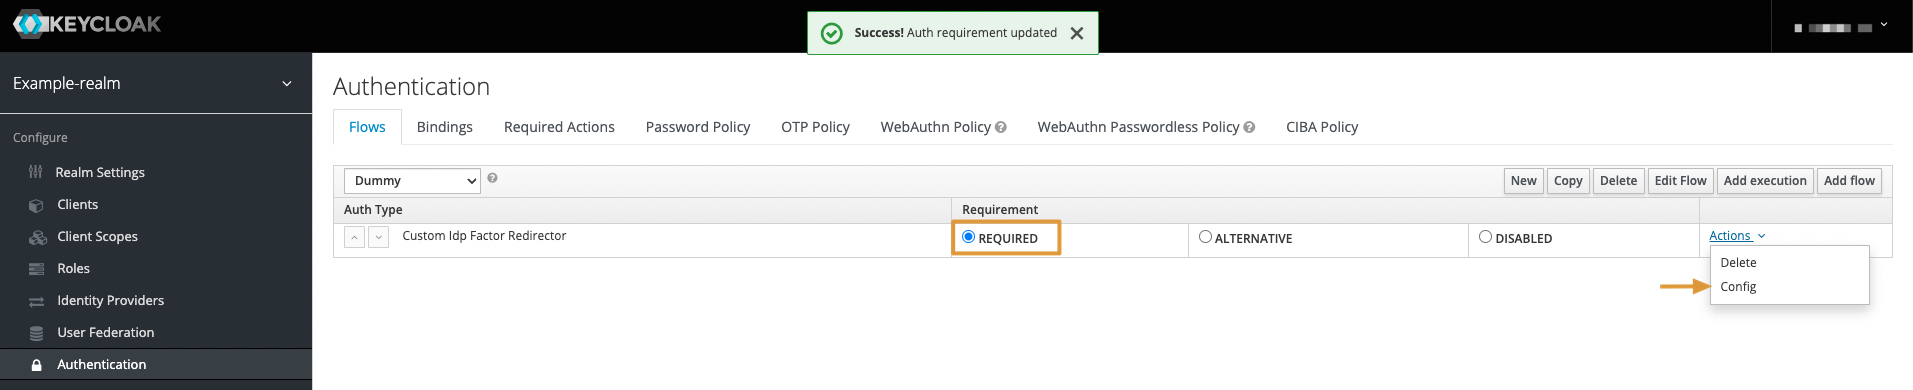 KEYCLOAK
Success! Auth requirement updated
Example-realm
Configure
Realm Settings
Clients
Client Scopes
Roles
Identity Providers
User Federation
Authentication
Authentication
Flows Bindings Required Actions Password Policy OTP Policy WebAuthn Policy WebAuthn Passwordless Policy CIBA Policy
Dummy New Copy Delete Edit Flow Add execution Add flow
Auth Type Requirement
Custom Idp Factor Redirector REQUIRED ALTERNATIVE DISABLED Actions
Delete
Config